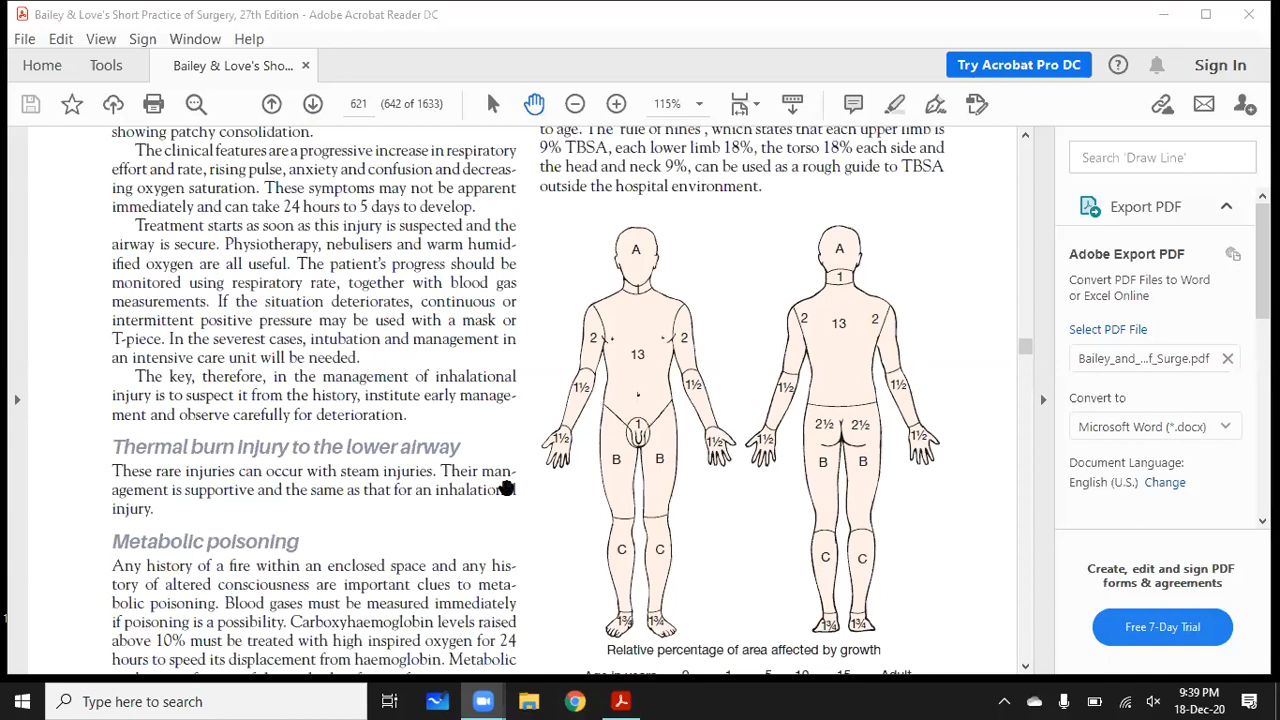 Bailey & Love's Short Practice of Surgery, 27th Edition - Adobe Acrobat Reader DC
File Edit View Sign Window Help
Home Tools Bailey & Love's Sho... × Try Acrobat Pro DC Sign In
621 (642 of 1633) 115%
showing patchy consolidation.
The clinical features are a progressive increase in respiratory
effort and rate, rising pulse, anxiety and confusion and decreas-
ing oxygen saturation. These symptoms may not be apparent
immediately and can take 24 hours to 5 days to develop.
Treatment starts as soon as this injury is suspected and the
airway is secure. Physiotherapy, nebulisers and warm humid-
ified oxygen are all useful. The patient's progress should be
monitored using respiratory rate, together with blood gas
measurements. If the situation deteriorates, continuous or
intermittent positive pressure may be used with a mask or
T-piece. In the severest cases, intubation and management in
an intensive care unit will be needed.
The key, therefore, in the management of inhalational
injury is to suspect it from the history, institute early manage-
ment and observe carefully for deterioration.
Thermal burn injury to the lower airway
These rare injuries can occur with steam injuries. Their man-
agement is supportive and the same as that for an inhalational
injury.
Metabolic poisoning
Any history of a fire within an enclosed space and any his-
tory of altered consciousness are important clues to meta-
bolic poisoning. Blood gases must be measured immediately
if poisoning is a possibility. Carboxyhaemoglobin levels raised
above 10% must be treated with high inspired oxygen for 24
hours to speed its displacement from haemoglobin. Metabolic
to age. The 'rule of nines', which states that each upper limb is
9% TBSA, each lower limb 18%, the torso 18% each side and
the head and neck 9%, can be used as a rough guide to TBSA
outside the hospital environment.
A A
1 1
2 13 2 2 13 2
1½ 1½ 1½ 1½
1½ 1 1½ 1½ 2½ 2½ 1½
B B B B
C C C C
1¾ 1¾ 1¾ 1¾
Relative percentage of area affected by growth
Age in years 0 1 5 10 15 Adult
Search 'Draw Line'
Export PDF
Adobe Export PDF
Convert PDF Files to Word
or Excel Online
Select PDF File
Bailey_and_...f_Surge.pdf
Convert to
Microsoft Word (*.docx)
Document Language:
English (U.S.) Change
Create, edit and sign PDF
forms & agreements
Free 7-Day Trial
Type here to search
9:39 PM
18-Dec-20